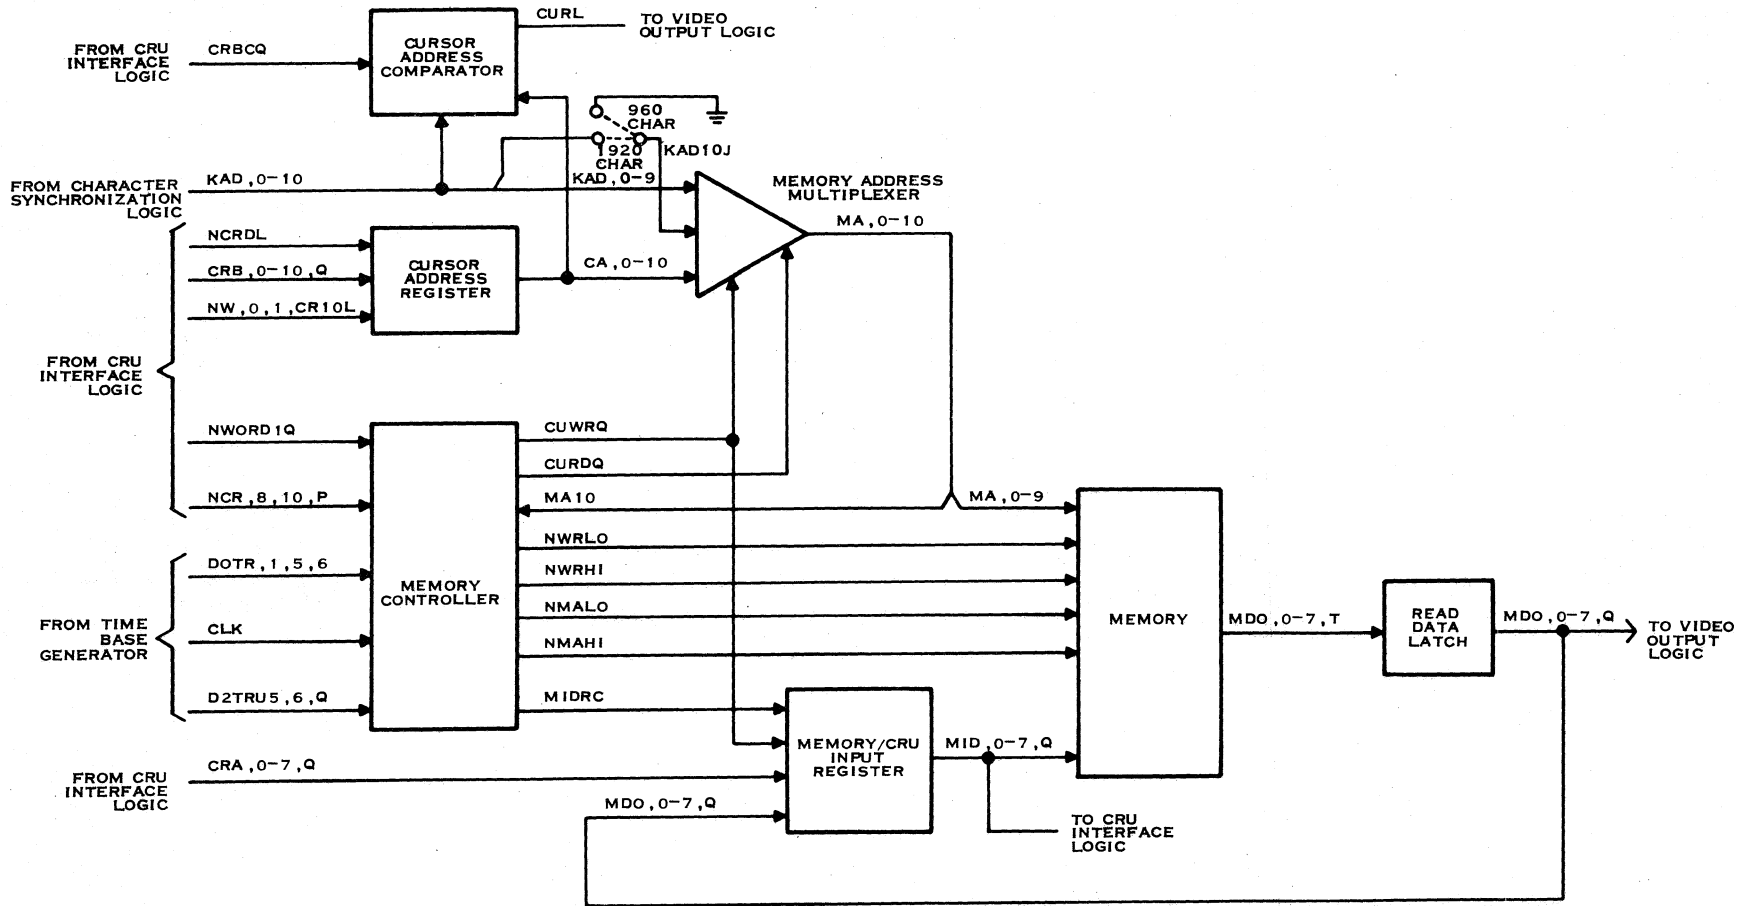 CURL
TO VIDEO
OUTPUT LOGIC
FROM CRU
INTERFACE
LOGIC
CRBCQ
CURSOR
ADDRESS
COMPARATOR
960
CHAR
1920
CHAR
KAD10J
FROM CHARACTER
SYNCHRONIZATION
LOGIC
KAD,0-10
KAD,0-9
MEMORY ADDRESS
MULTIPLEXER
MA,0-10
NCRDL
CRB,0-10,Q
NW,0,1,CR10L
CURSOR
ADDRESS
REGISTER
CA,0-10
FROM CRU
INTERFACE
LOGIC
NWORD1Q
NCR,8,10,P
CUWRQ
CURDQ
MA10
MA,0-9
NWRLO
NWRHI
NMALO
NMAHI
MIDRC
MEMORY
CONTROLLER
FROM TIME
BASE
GENERATOR
DOTR,1,5,6
CLK
D2TRU5,6,Q
MEMORY
MDO,0-7,T
READ
DATA
LATCH
MDO,0-7,Q
TO VIDEO
OUTPUT
LOGIC
FROM CRU
INTERFACE
LOGIC
CRA,0-7,Q
MDO,0-7,Q
MEMORY/CRU
INPUT
REGISTER
MID,0-7,Q
TO CRU
INTERFACE
LOGIC